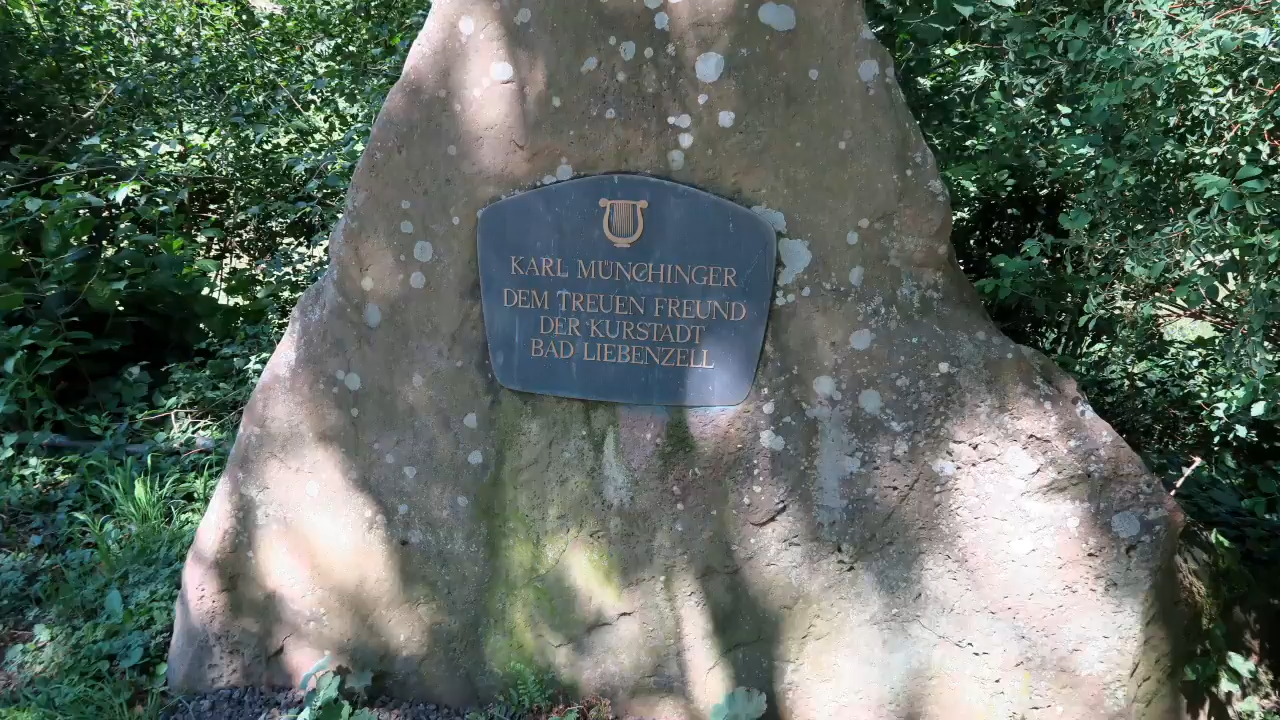 KARL MÜNCHINGER
DEM TREUEN FREUND
DER KURSTADT
BAD LIEBENZELL